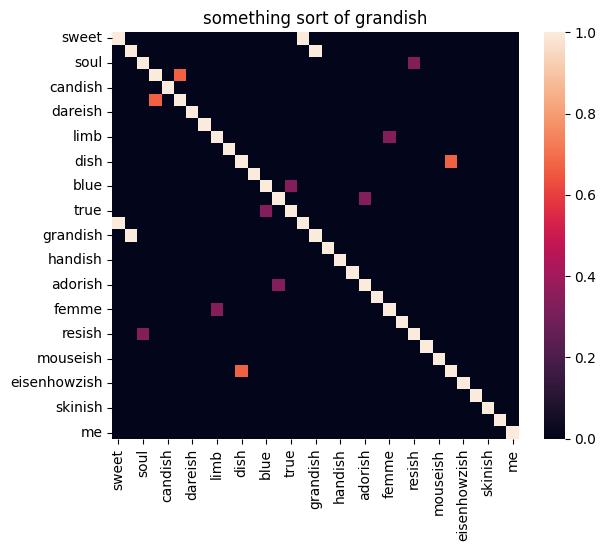 something sort of grandish
sweet
soul
candish
dareish
limb
dish
blue
true
grandish
handish
adorish
femme
resish
mouseish
eisenhowzish
skinish
me
1.0
0.8
0.6
0.4
0.2
0.0
sweet
soul
candish
dareish
limb
dish
blue
true
grandish
handish
adorish
femme
resish
mouseish
eisenhowzish
skinish
me